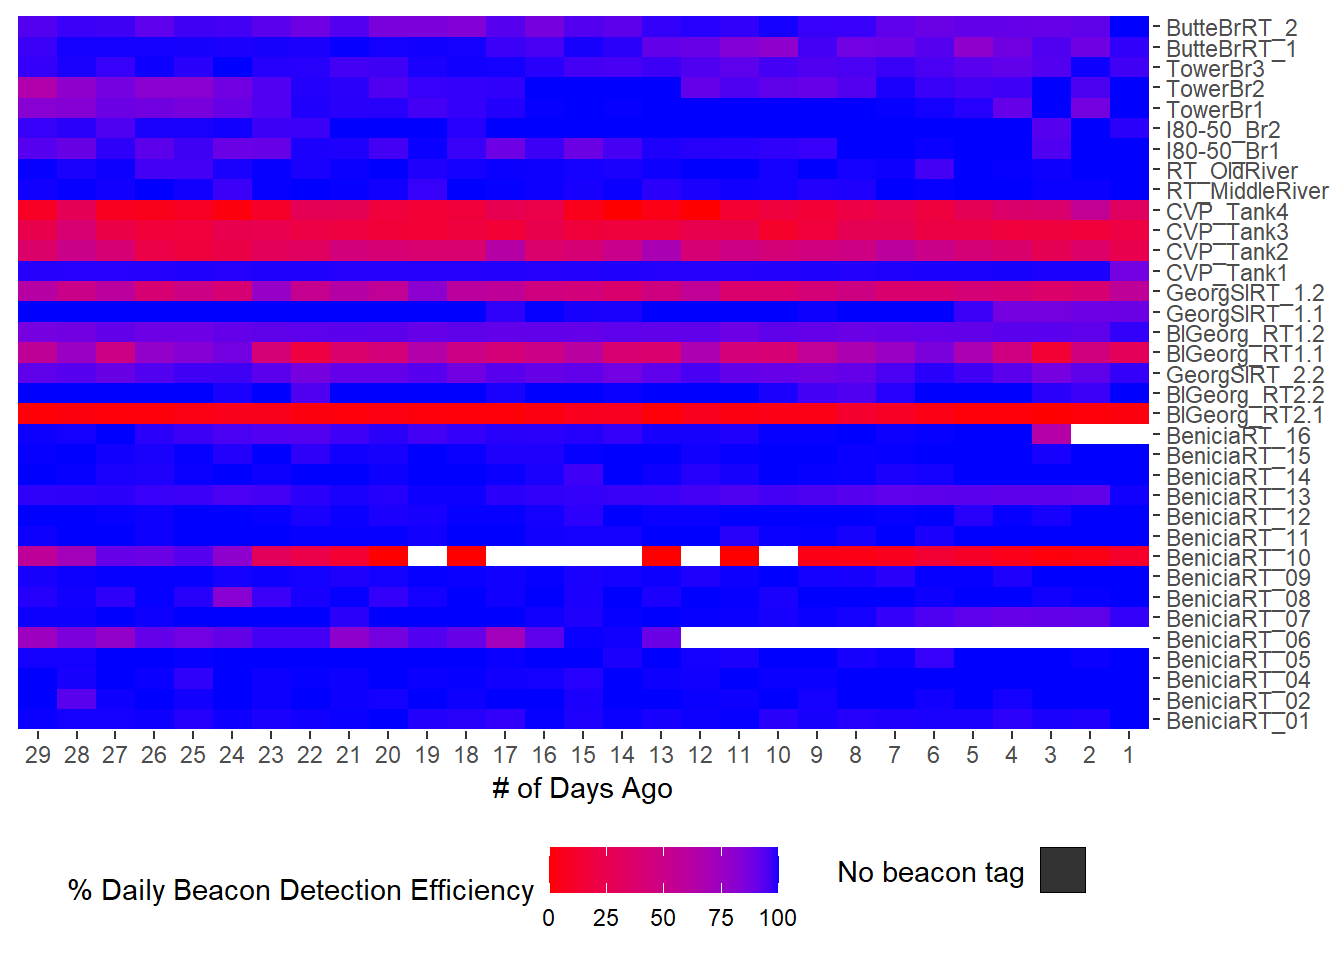 ButteBrRT_2
ButteBrRT_1
TowerBr3
TowerBr2
TowerBr1
I80-50_Br2
I80-50_Br1
RT_OldRiver
RT_MiddleRiver
CVP_Tank4
CVP_Tank3
CVP_Tank2
CVP_Tank1
GeorgSlRT_1.2
GeorgSlRT_1.1
BlGeorg_RT1.2
BlGeorg_RT1.1
GeorgSlRT_2.2
BlGeorg_RT2.2
BlGeorg_RT2.1
BeniciaRT_16
BeniciaRT_15
BeniciaRT_14
BeniciaRT_13
BeniciaRT_12
BeniciaRT_11
BeniciaRT_10
BeniciaRT_09
BeniciaRT_08
BeniciaRT_07
BeniciaRT_06
BeniciaRT_05
BeniciaRT_04
BeniciaRT_02
BeniciaRT_01
29 28 27 26 25 24 23 22 21 20 19 18 17 16 15 14 13 12 11 10 9 8 7 6 5 4 3 2 1
# of Days Ago
% Daily Beacon Detection Efficiency
0 25 50 75 100
No beacon tag